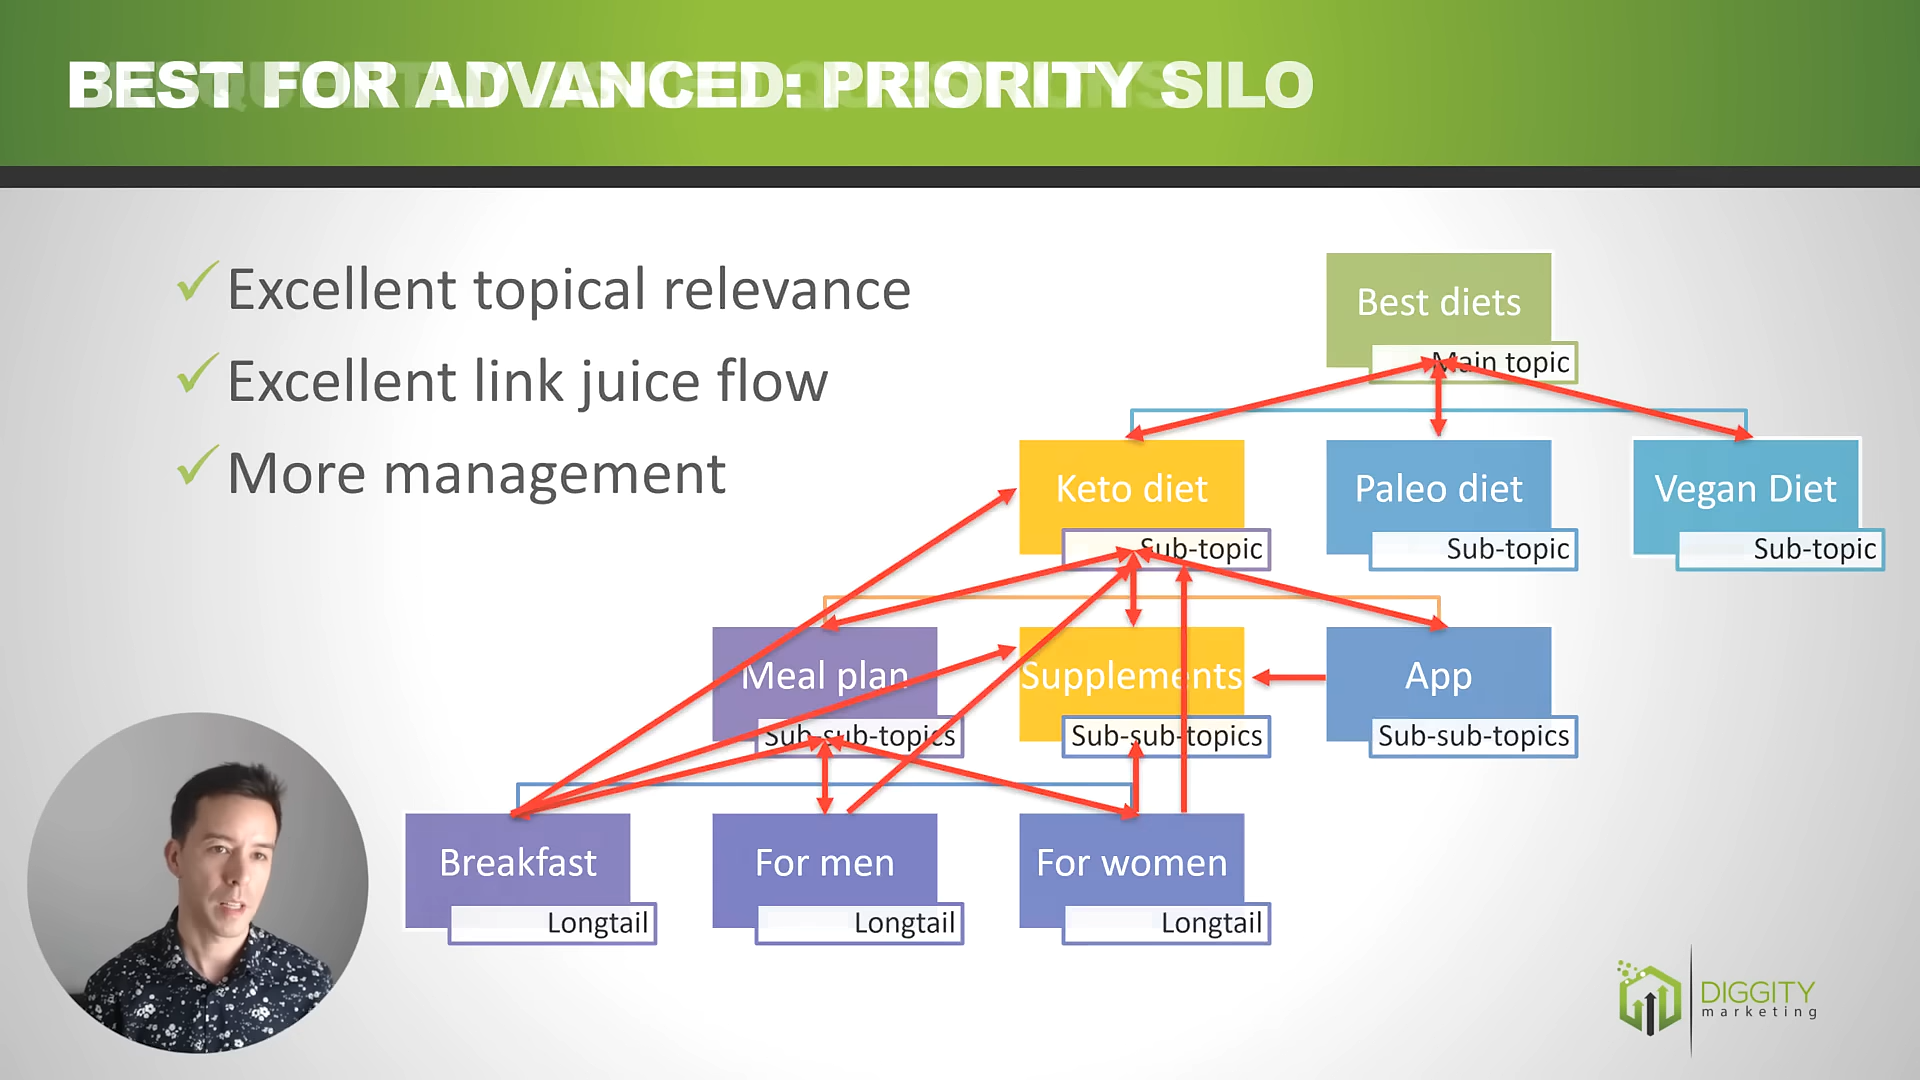 BEST FOR ADVANCED: PRIORITY SILO
Excellent topical relevance
Excellent link juice flow
More management
Best diets
Main topic
Keto diet
Sub-topic
Paleo diet
Sub-topic
Vegan Diet
Sub-topic
Meal plan
Sub-sub-topics
Supplements
Sub-sub-topics
App
Sub-sub-topics
Breakfast
Longtail
For men
Longtail
For women
Longtail
DIGGITY
marketing